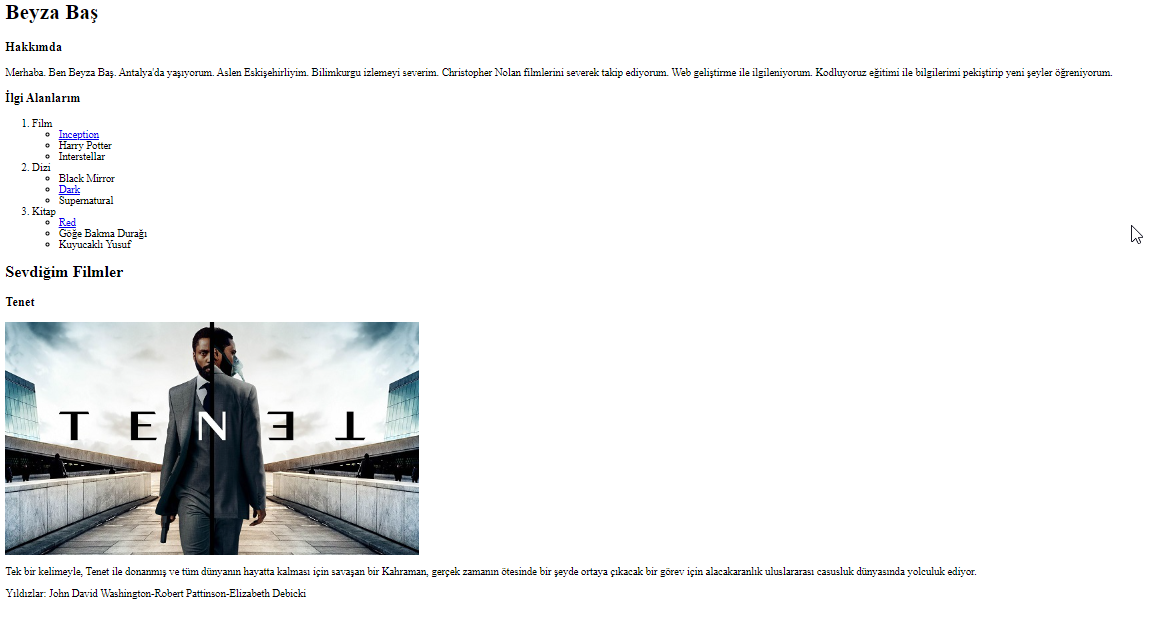 Beyza Baş
Hakkımda
Merhaba. Ben Beyza Baş. Antalya'da yaşıyorum. Aslen Eskişehirliyim. Bilimkurgu izlemeyi severim. Christopher Nolan filmlerini severek takip ediyorum. Web geliştirme ile ilgileniyorum. Kodluyoruz eğitimi ile bilgilerimi pekiştirip yeni şeyler öğreniyorum.
İlgi Alanlarım
1. Film
Inception
Harry Potter
Interstellar
2. Dizi
Black Mirror
Dark
Supernatural
3. Kitap
Red
Göğe Bakma Durağı
Kuyucaklı Yusuf
Sevdiğim Filmler
Tenet
TENET
Tek bir kelimeyle, Tenet ile donanmış ve tüm dünyanın hayatta kalması için savaşan bir Kahraman, gerçek zamanın ötesinde bir şeyde ortaya çıkacak bir görev için alacakaranlık uluslararası casusluk dünyasında yolculuk ediyor.
Yıldızlar: John David Washington-Robert Pattinson-Elizabeth Debicki